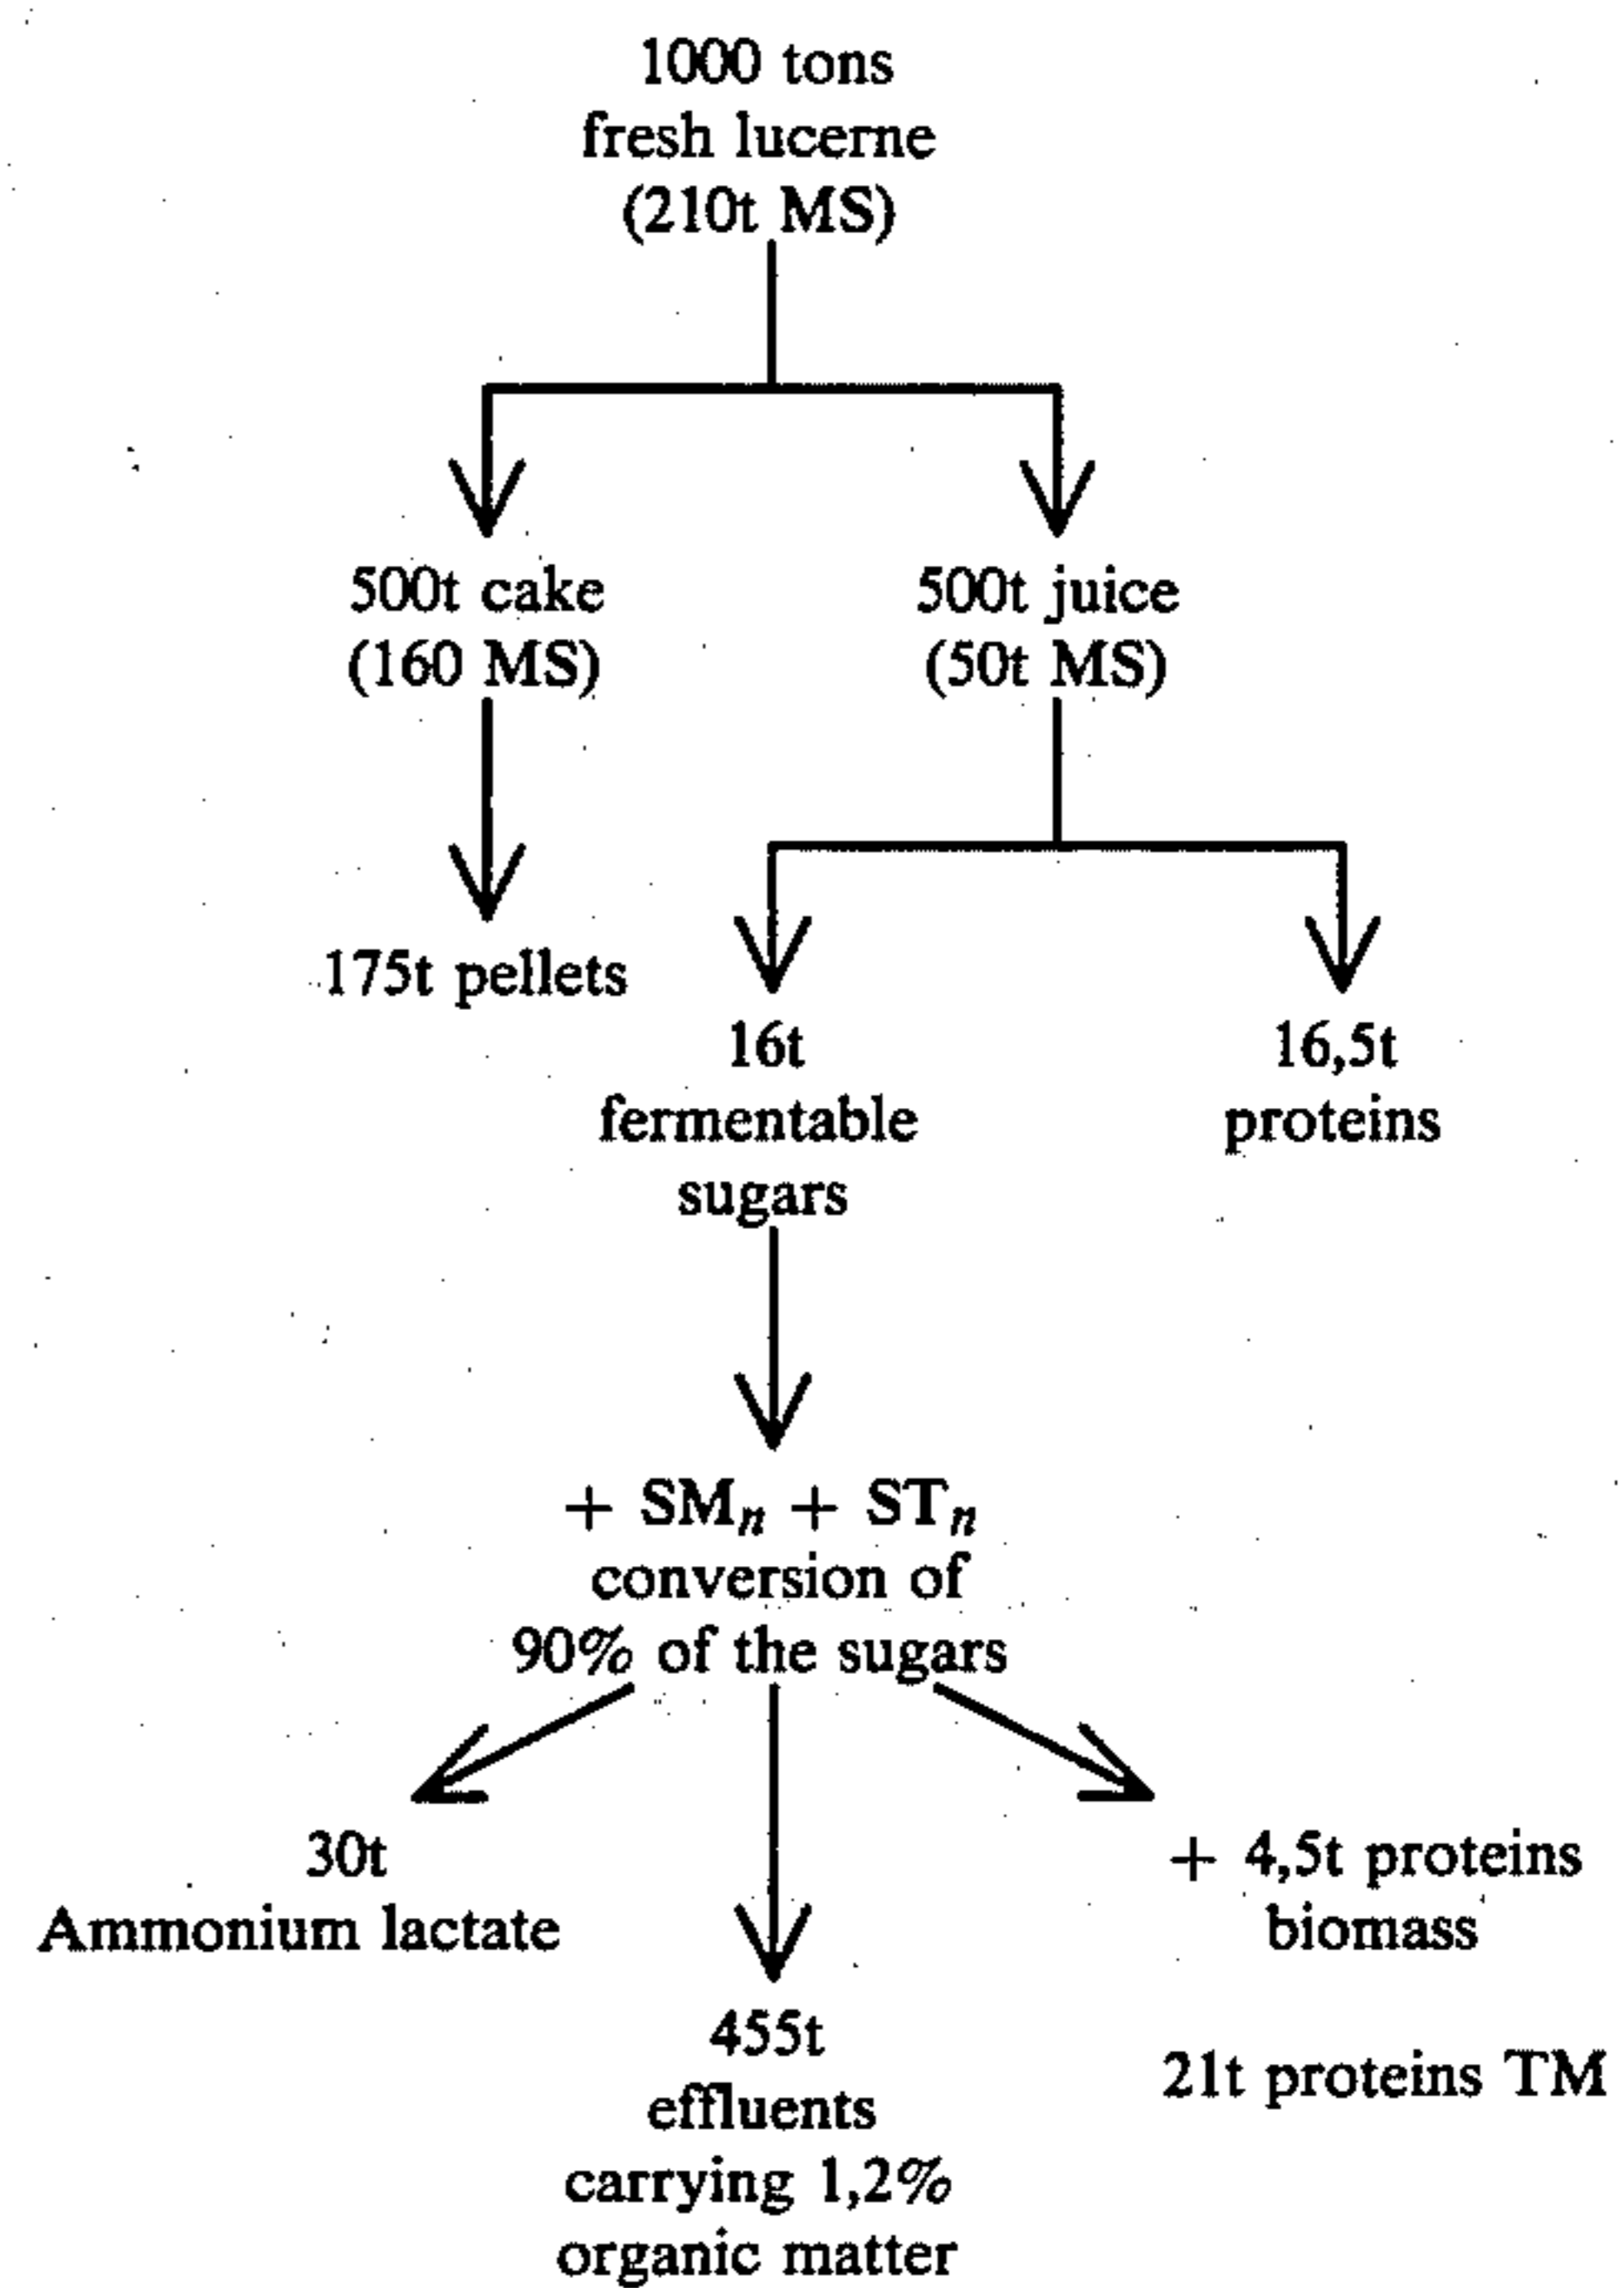 1000 tons
fresh lucerne
(210t MS)
500t cake
(160 MS)
500t juice
(50t MS)
175t pellets
16t
fermentable
sugars
16,5t
proteins
+ SMn + STn
conversion of
90% of the sugars
30t
Ammonium lactate
+ 4,5t proteins
biomass
455t
effluents
carrying 1,2%
organic matter
21t proteins TM